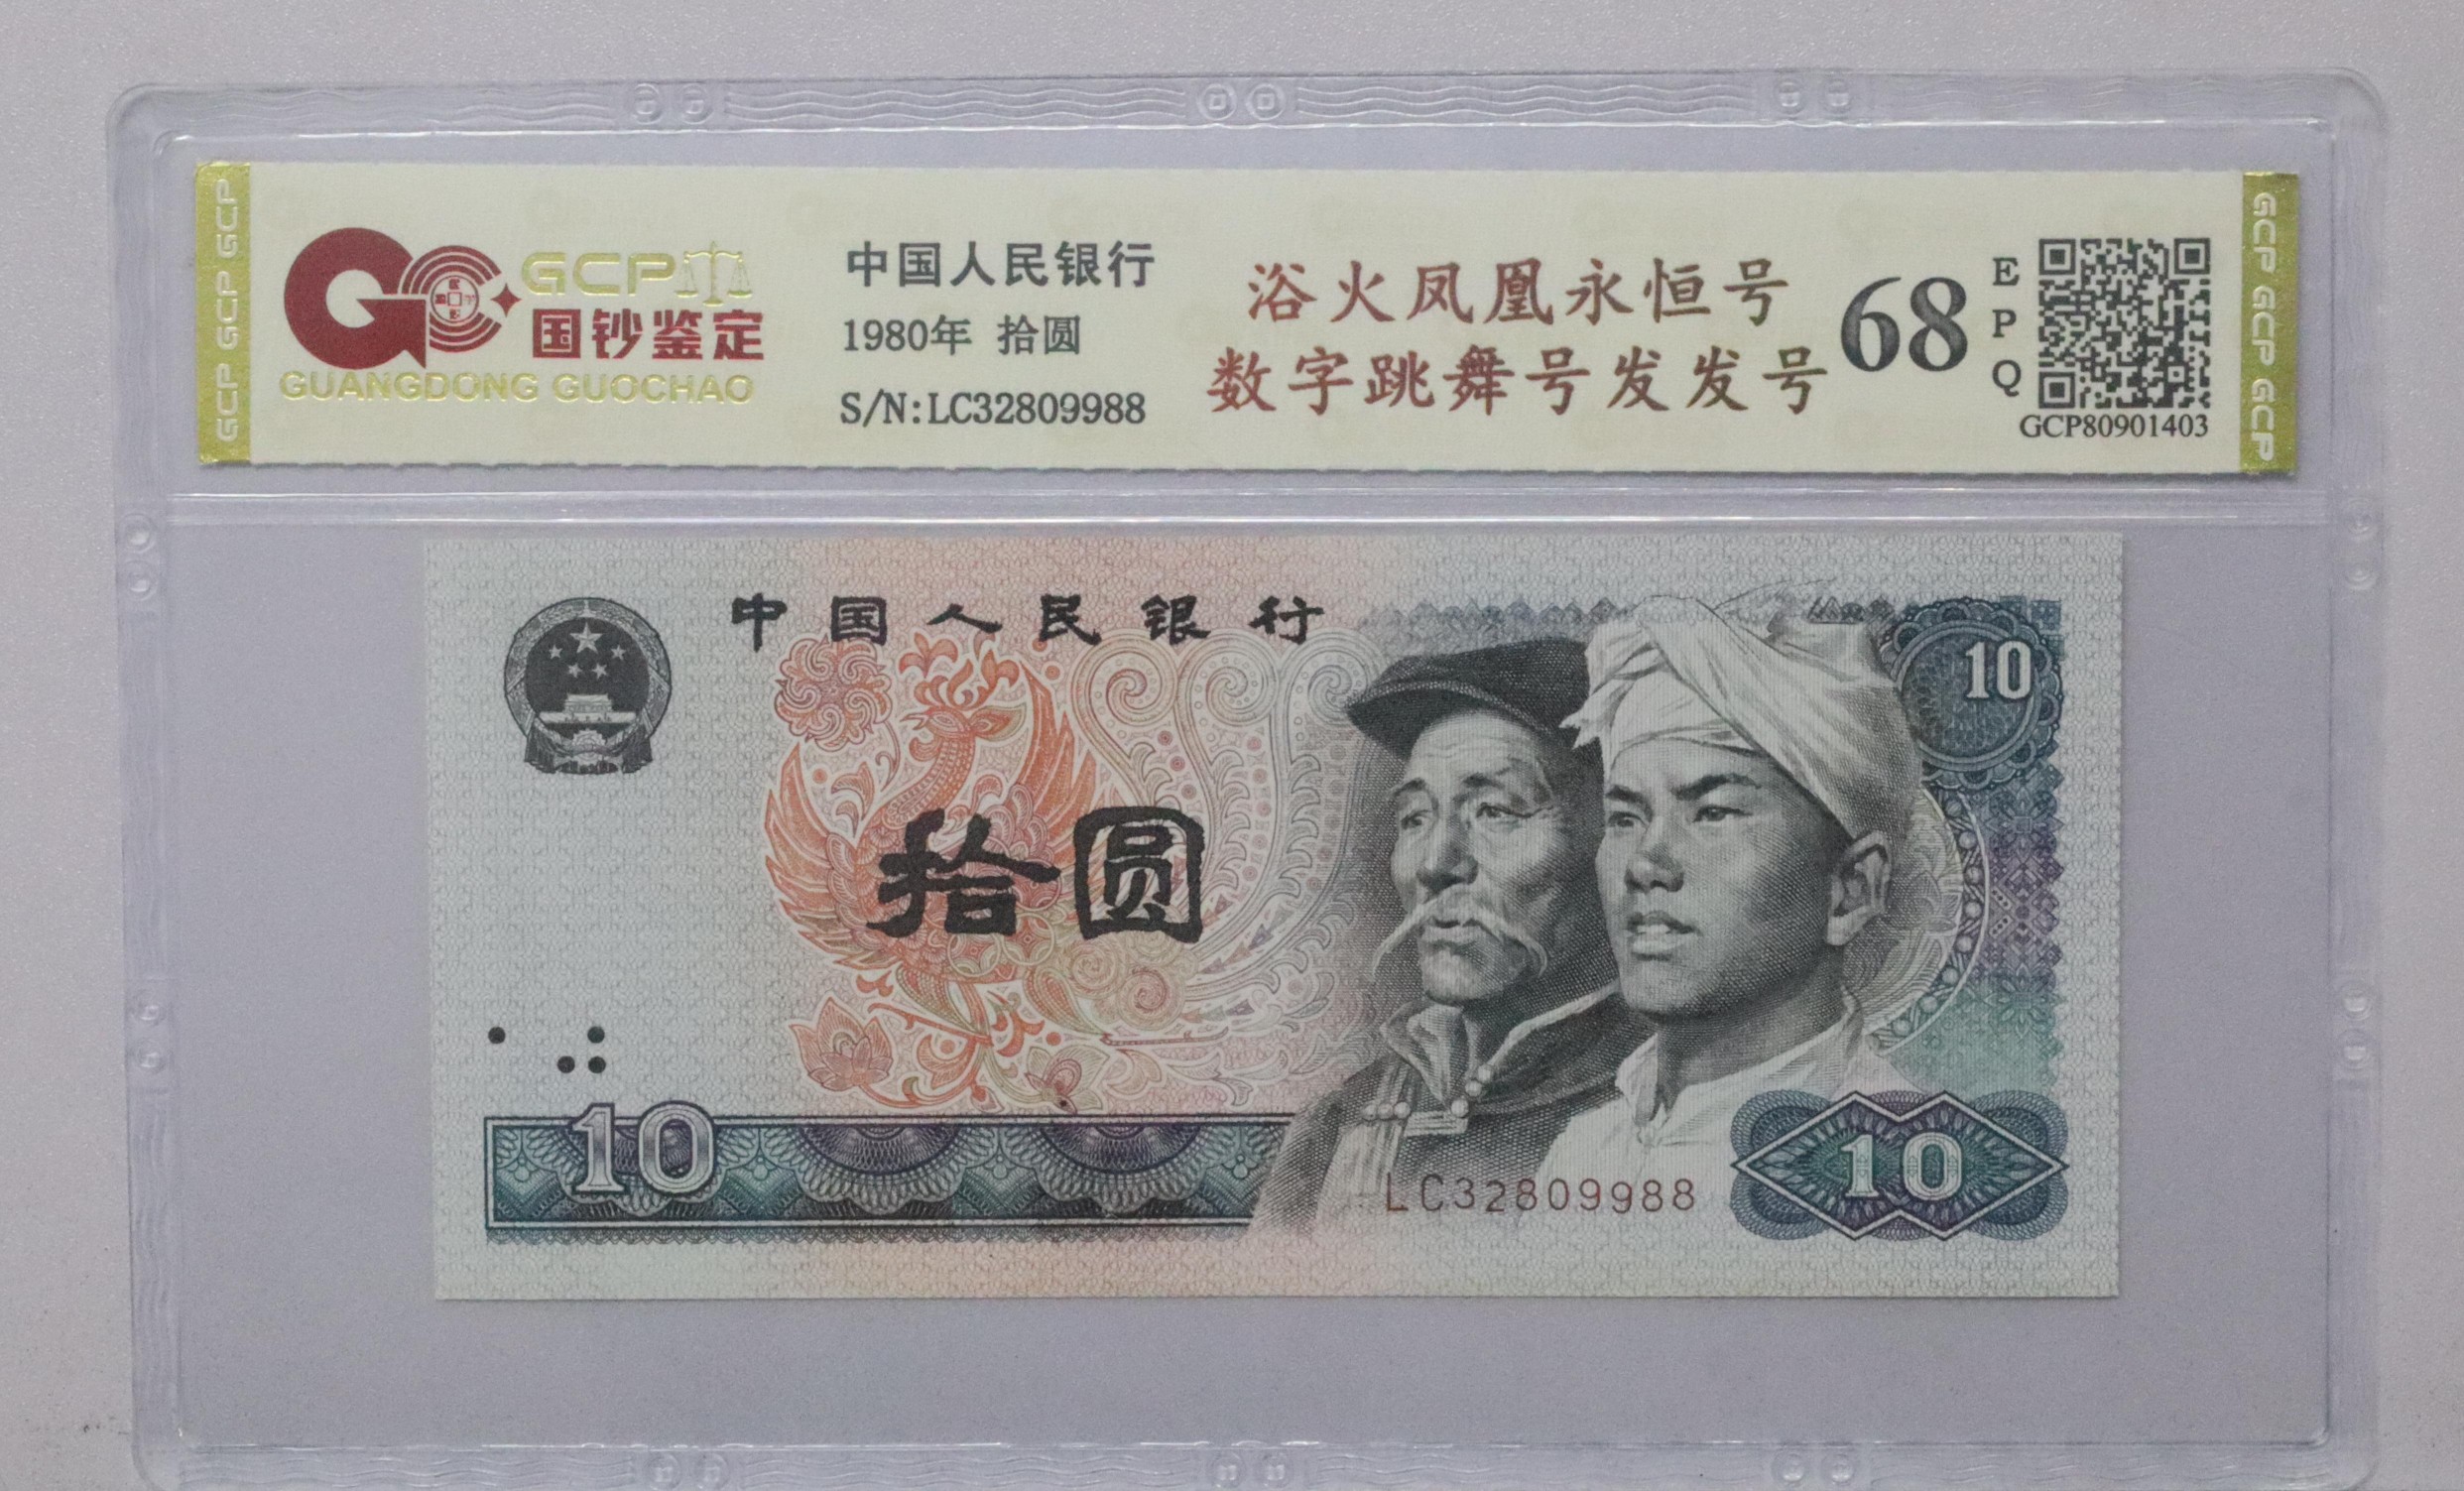 GCP GCP GCP
GCP
国钞鉴定
GUANGDONG GUOCHAO
中国人民银行
1980年 拾圆
S/N:LC32809988
浴火凤凰永恒号
数字跳舞号发发号
68
E
P
Q
GCP80901403
GCP GCP GCP
中国人民银行
10
拾圆
10
LC32809988
10